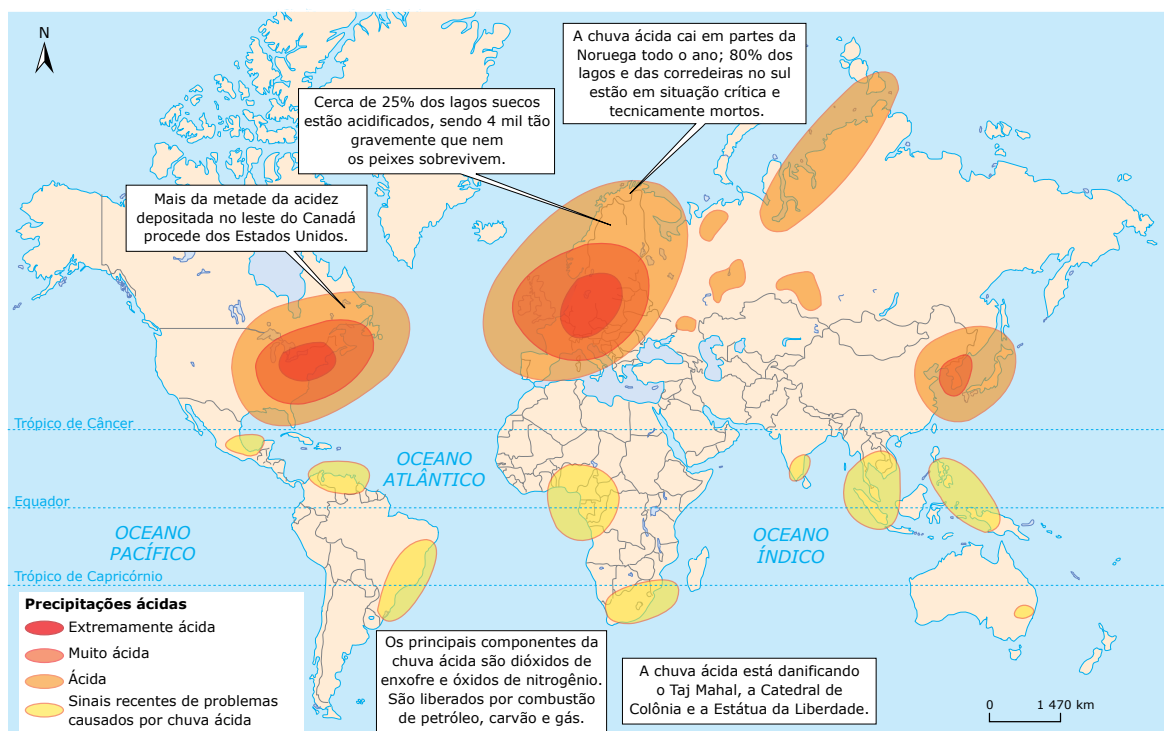 N
A chuva ácida cai em partes da
Noruega todo o ano; 80% dos
lagos e das corredeiras no sul
estão em situação crítica e
tecnicamente mortos.
Cerca de 25% dos lagos suecos
estão acidificados, sendo 4 mil tão
gravemente que nem
os peixes sobrevivem.
Mais da metade da acidez
depositada no leste do Canadá
procede dos Estados Unidos.
Trópico de Câncer
OCEANO
ATLÂNTICO
Equador
OCEANO
PACÍFICO
OCEANO
ÍNDICO
Trópico de Capricórnio
Precipitações ácidas
Extremamente ácida
Muito ácida
Ácida
Sinais recentes de problemas
causados por chuva ácida
Os principais componentes da
chuva ácida são dióxidos de
enxofre e óxidos de nitrogênio.
São liberados por combustão
de petróleo, carvão e gás.
A chuva ácida está danificando
o Taj Mahal, a Catedral de
Colônia e a Estátua da Liberdade.
0 1 470 km